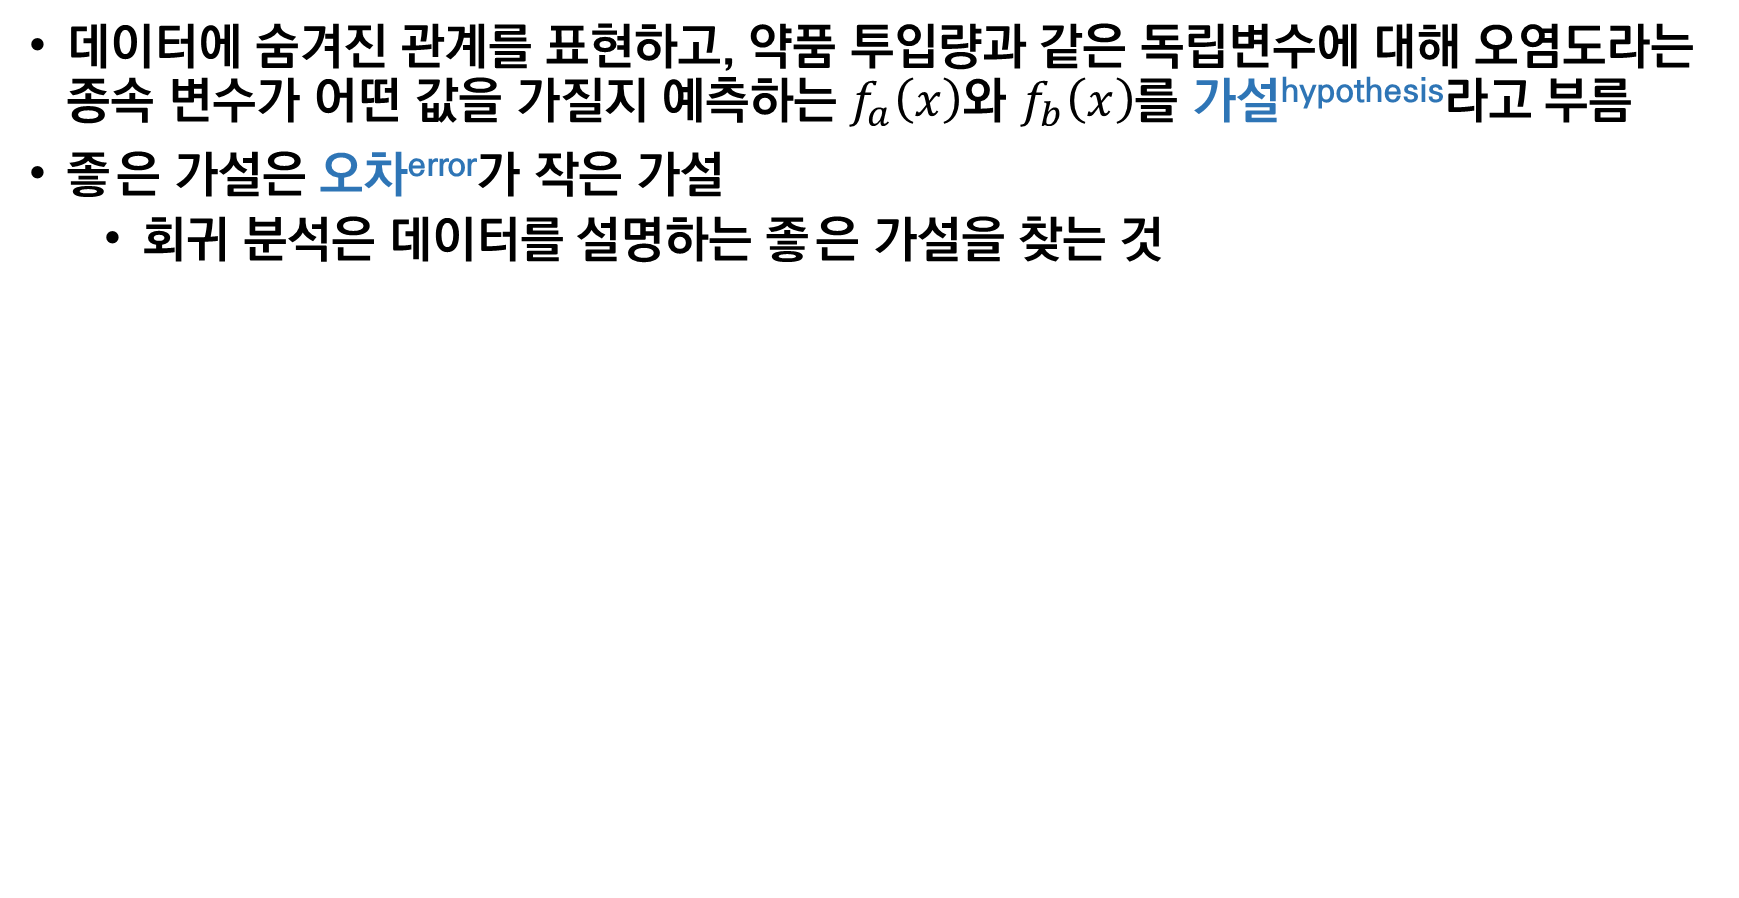 • 데이터에 숨겨진 관계를 표현하고, 약품 투입량과 같은 독립변수에 대해 오염도라는
종속 변수가 어떤 값을 가질지 예측하는 𝑓𝑎(𝑥)와 𝑓𝑏(𝑥)를 가설hypothesis라고 부름
• 좋은 가설은 오차error가 작은 가설
• 회귀 분석은 데이터를 설명하는 좋은 가설을 찾는 것